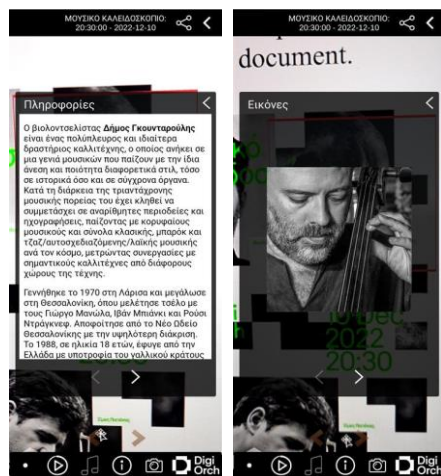 ΜΟΥΣΙΚΟ ΚΑΛΕΙΔΟΣΚΟΠΙΟ:
20:30:00 - 2022-12-10
Πληροφορίες
Ο βιολοντσελίστας Δήμος Γκουνταρούλης
είναι ένας πολύπλευρος και ιδιαίτερα
δραστήριος καλλιτέχνης, ο οποίος ανήκει σε
μια γενιά μουσικών που παίζουν με την ίδια
άνεση και ποιότητα διαφορετικά στιλ, τόσο
σε ιστορικά όσο και σε σύγχρονα όργανα.
Κατά τη διάρκεια της τριαντάχρονης
μουσικής πορείας του έχει κληθεί να
συμμετάσχει σε αναρίθμητες περιοδείες και
ηχογραφήσεις, παίζοντας με κορυφαίους
μουσικούς και σύνολα κλασικής, μπαρόκ και
τζαζ/αυτοσχεδιαζόμενης/λαϊκής μουσικής
ανά τον κόσμο, μετρώντας συνεργασίες με
σημαντικούς καλλιτέχνες από διάφορους
χώρους της τέχνης.
Γεννήθηκε το 1970 στη Λάρισα και μεγάλωσε
στη Θεσσαλονίκη, όπου μελέτησε τσέλο με
τους Γιώργο Μανώλα, Ιβάν Μπιάνκι και Ρούσι
Ντράγκνεφ. Αποφοίτησε από το Νέο Ωδείο
Θεσσαλονίκης με την υψηλότερη διάκριση.
Το 1988, σε ηλικία 18 ετών, έφυγε από την
Ελλάδα με υποτροφία του γαλλικού κράτους
Digi
Orch
ΜΟΥΣΙΚΟ ΚΑΛΕΙΔΟΣΚΟΠΙΟ:
20:30:00 - 2022-12-10
document.
Εικόνες
10 Dec
2022
20:30
Digi
Orch